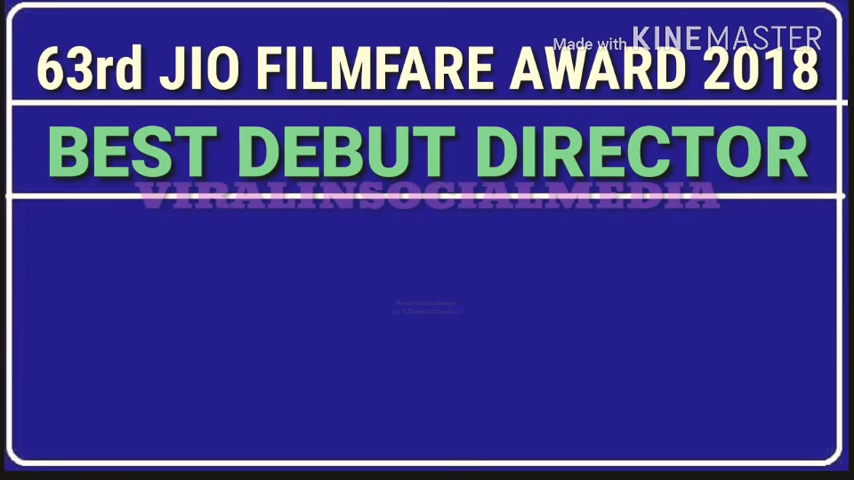 Made with KINEMASTER
63rd JIO FILMFARE AWARD 2018
BEST DEBUT DIRECTOR
VIRALINSOCIALMEDIA